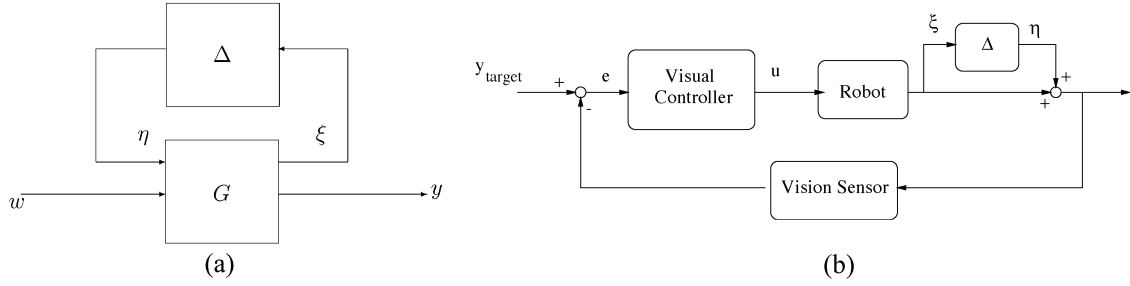 Δ
η
ξ
w
G
y
(a)
y target
+
-
e
Visual
Controller
u
Robot
ξ
Δ
η
+
+
Vision Sensor
(b)